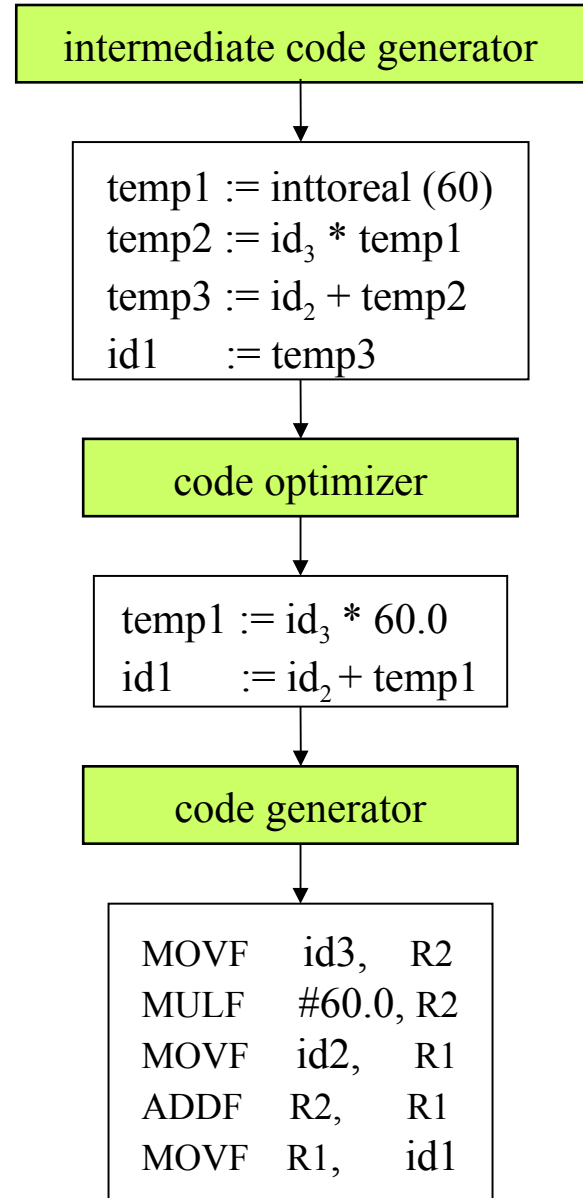 intermediate code generator
temp1 := inttoreal (60)
temp2 := id₃ * temp1
temp3 := id₂ + temp2
id1 := temp3
code optimizer
temp1 := id₃ * 60.0
id1 := id₂ + temp1
code generator
MOVF id3, R2
MULF #60.0, R2
MOVF id2, R1
ADDF R2, R1
MOVF R1, id1